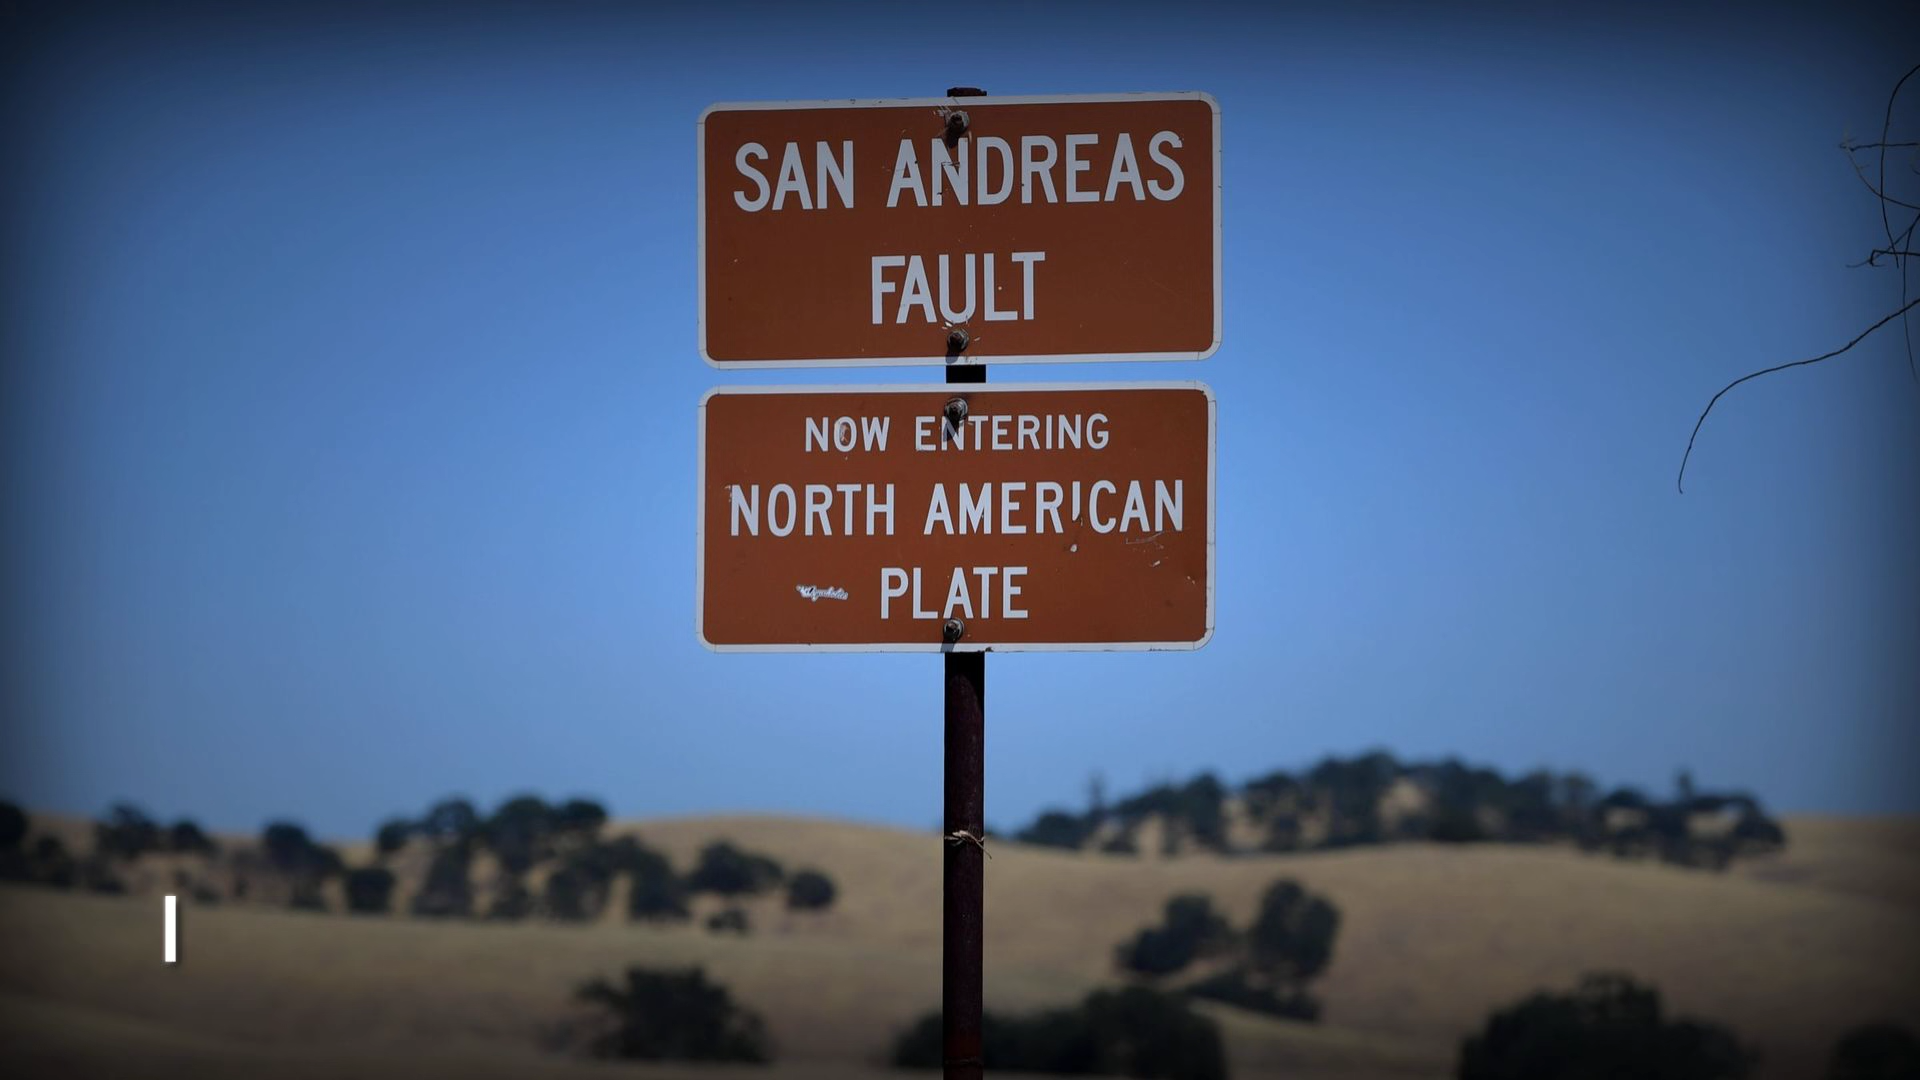 SAN ANDREAS
FAULT
NOW ENTERING
NORTH AMERICAN
PLATE